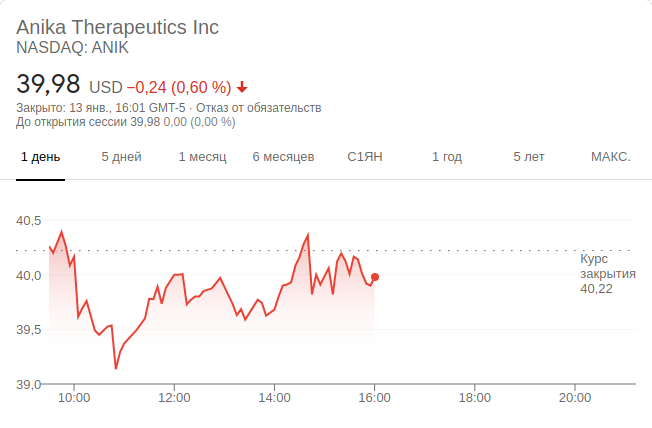 Anika Therapeutics Inc
NASDAQ: ANIK
39,98 USD −0,24 (0,60 %)
Закрыто: 13 янв., 16:01 GMT-5 · Отказ от обязательств
До открытия сессии 39,98 0,00 (0,00 %)
1 день 5 дней 1 месяц 6 месяцев С1ЯН 1 год 5 лет МАКС.
40,5
Курс
закрытия
40,22
40,0
39,5
39,0
10:00 12:00 14:00 16:00 18:00 20:00